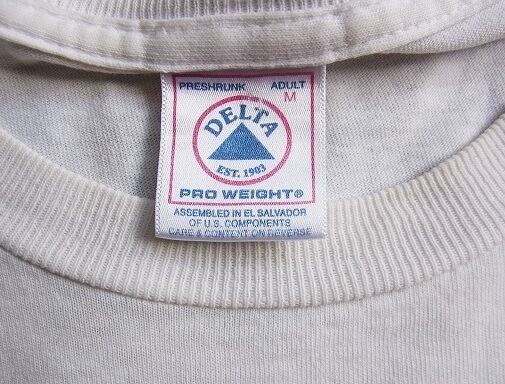 PRESHRUNK ADULT
M
DELTA
EST. 1903
PRO WEIGHT®
ASSEMBLED IN EL SALVADOR
OF U.S. COMPONENTS
CARE & CONTENT ON REVERSE